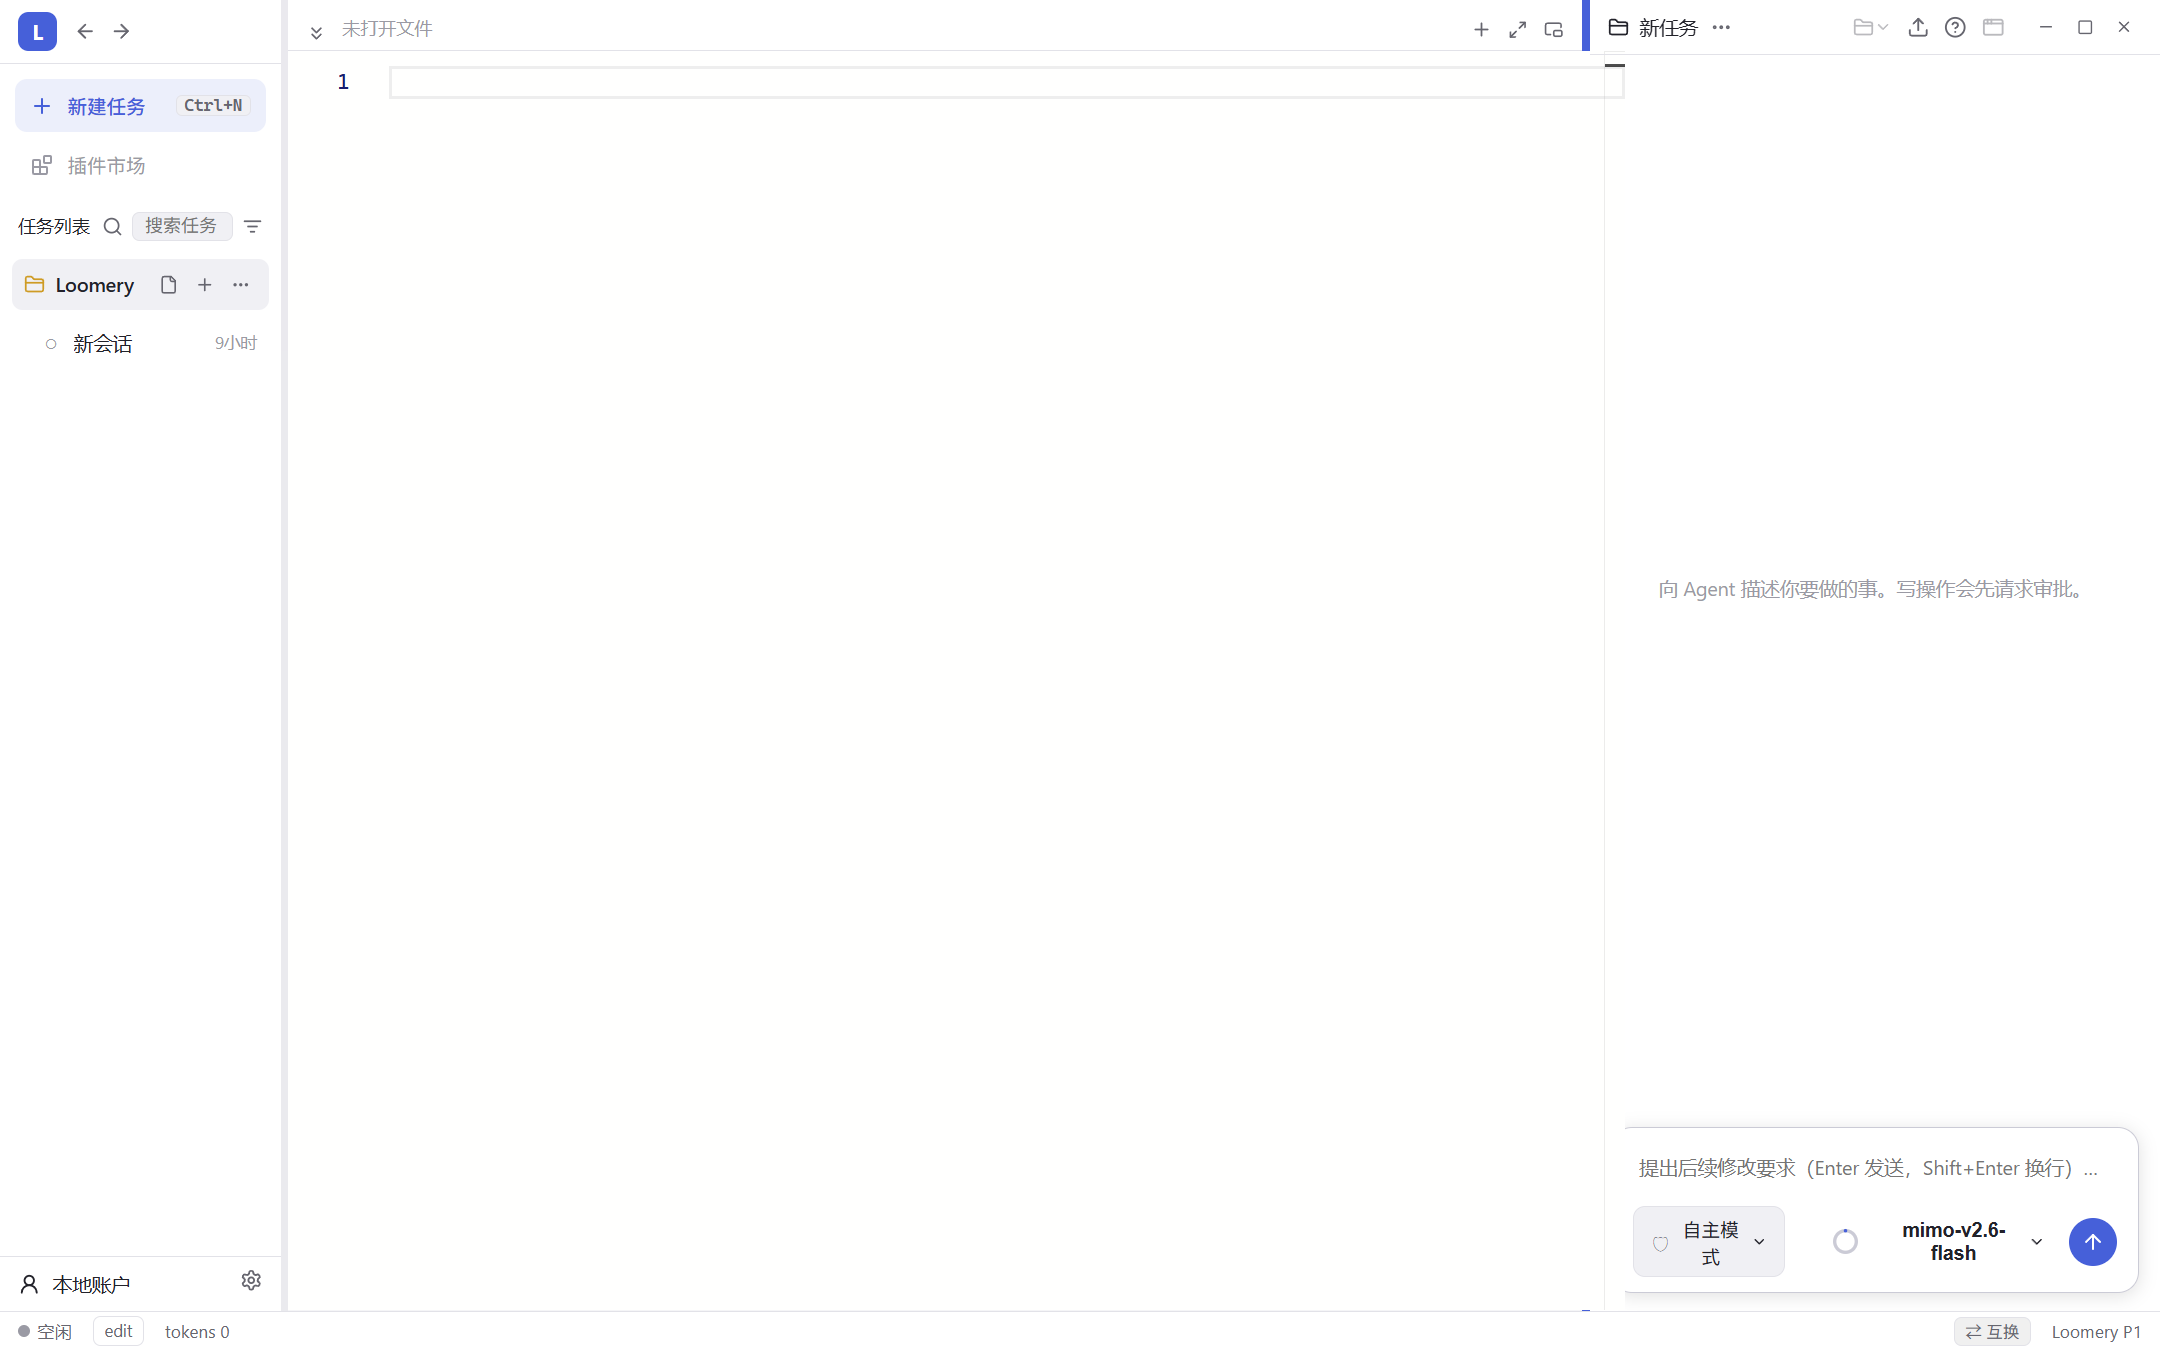 L
新建任务 Ctrl+N
插件市场
任务列表 搜索任务
Loomery
新会话 9小时
本地账户
未打开文件
1
新任务
向 Agent 描述你要做的事。写操作会先请求审批。
提出后续修改要求（Enter 发送，Shift+Enter 换行）...
自主模
式
mimo-v2.6-
flash
空闲 edit tokens 0
互换 Loomery P1